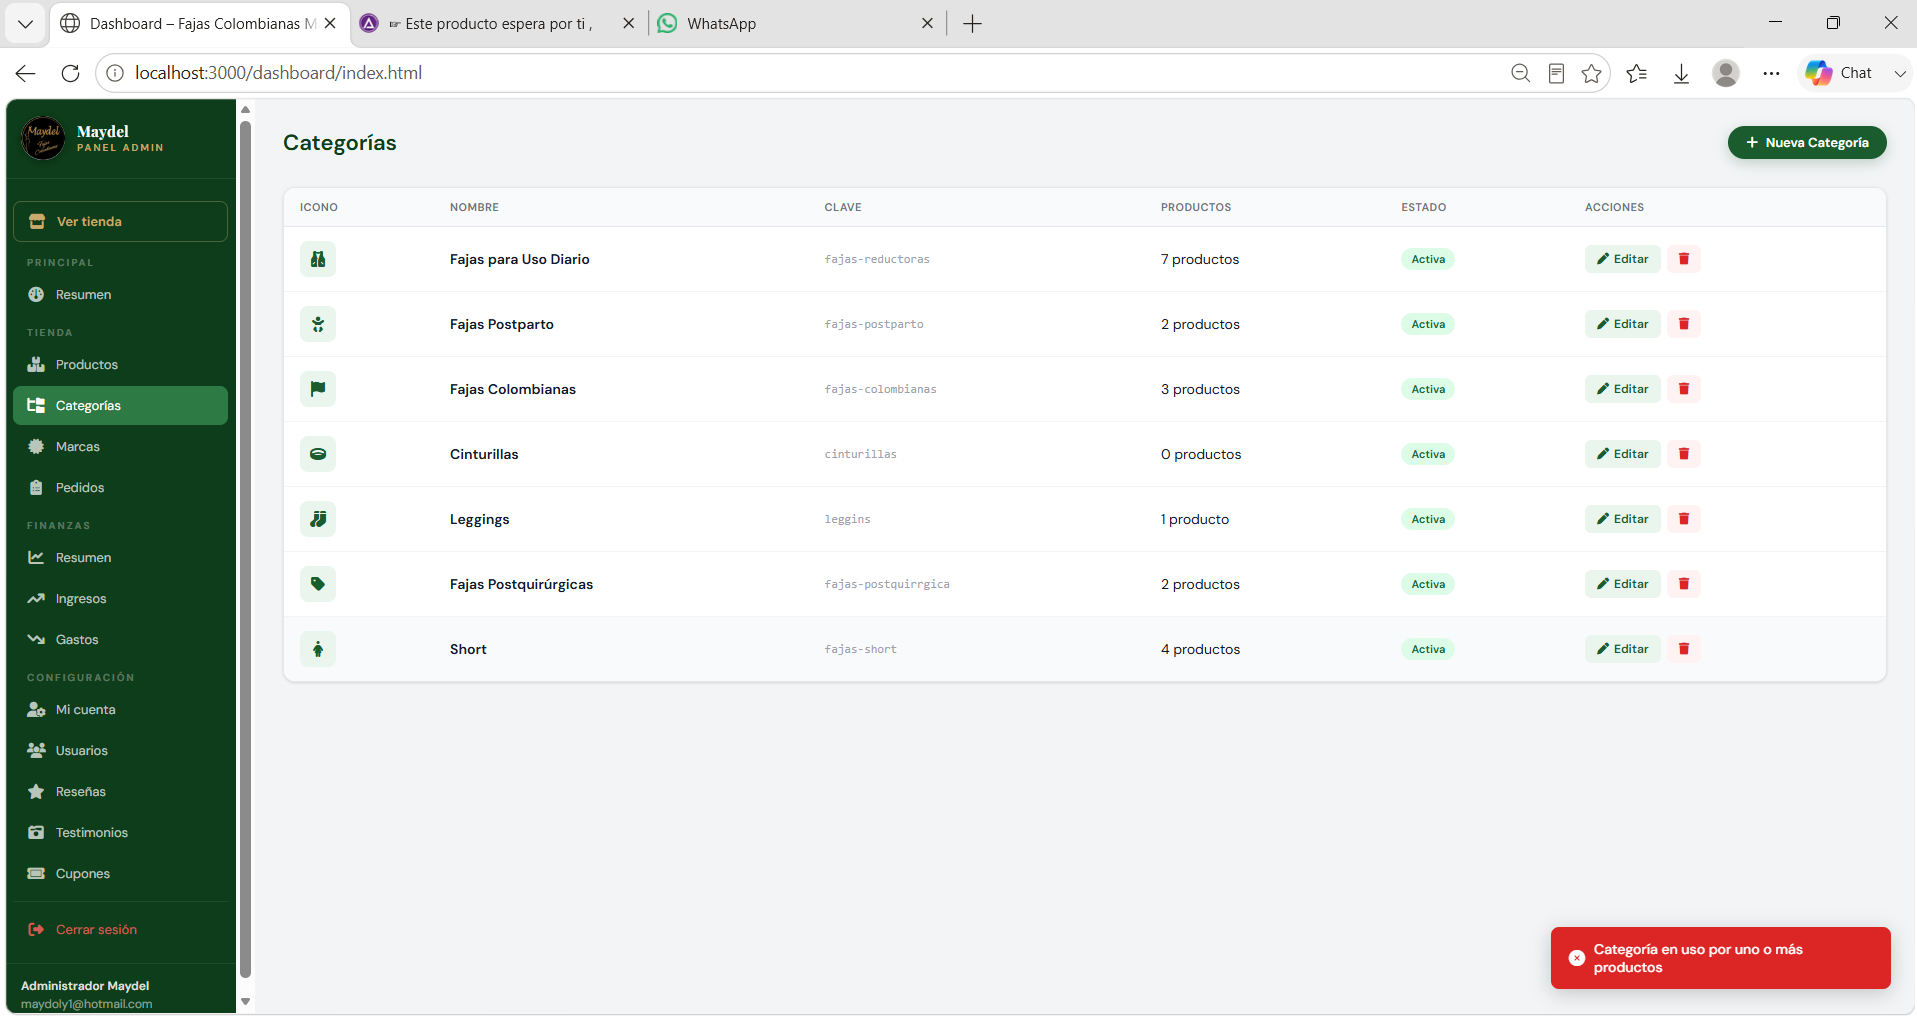 Dashboard – Fajas Colombianas M
☞ Este producto espera por ti ,
WhatsApp
localhost:3000/dashboard/index.html
Chat
Maydel
PANEL ADMIN
Ver tienda
PRINCIPAL
Resumen
TIENDA
Productos
Categorías
Marcas
Pedidos
FINANZAS
Resumen
Ingresos
Gastos
CONFIGURACIÓN
Mi cuenta
Usuarios
Reseñas
Testimonios
Cupones
Cerrar sesión
Administrador Maydel
maydoly1@hotmail.com
Categorías
+ Nueva Categoría
ICONO NOMBRE CLAVE PRODUCTOS ESTADO ACCIONES
Fajas para Uso Diario fajas-reductoras 7 productos Activa Editar
Fajas Postparto fajas-postparto 2 productos Activa Editar
Fajas Colombianas fajas-colombianas 3 productos Activa Editar
Cinturillas cinturillas 0 productos Activa Editar
Leggings leggins 1 producto Activa Editar
Fajas Postquirúrgicas fajas-postquirrgica 2 productos Activa Editar
Short fajas-short 4 productos Activa Editar
Categoría en uso por uno o más
productos